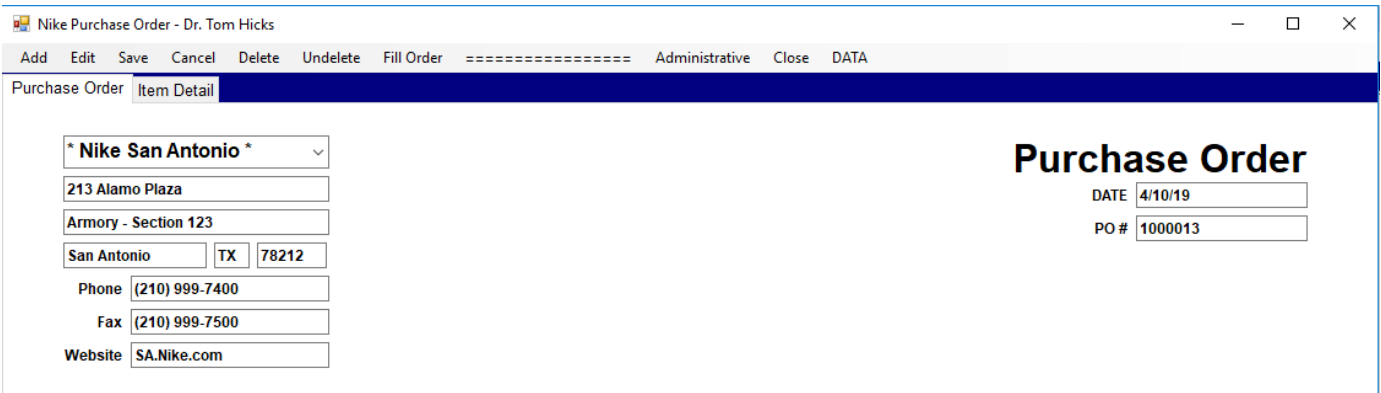 Nike Purchase Order - Dr. Tom Hicks
Add Edit Save Cancel Delete Undelete Fill Order ================= Administrative Close DATA
Purchase Order Item Detail
* Nike San Antonio *
Purchase Order
213 Alamo Plaza
DATE 4/10/19
Armory - Section 123
PO # 1000013
San Antonio TX 78212
Phone (210) 999-7400
Fax (210) 999-7500
Website SA.Nike.com